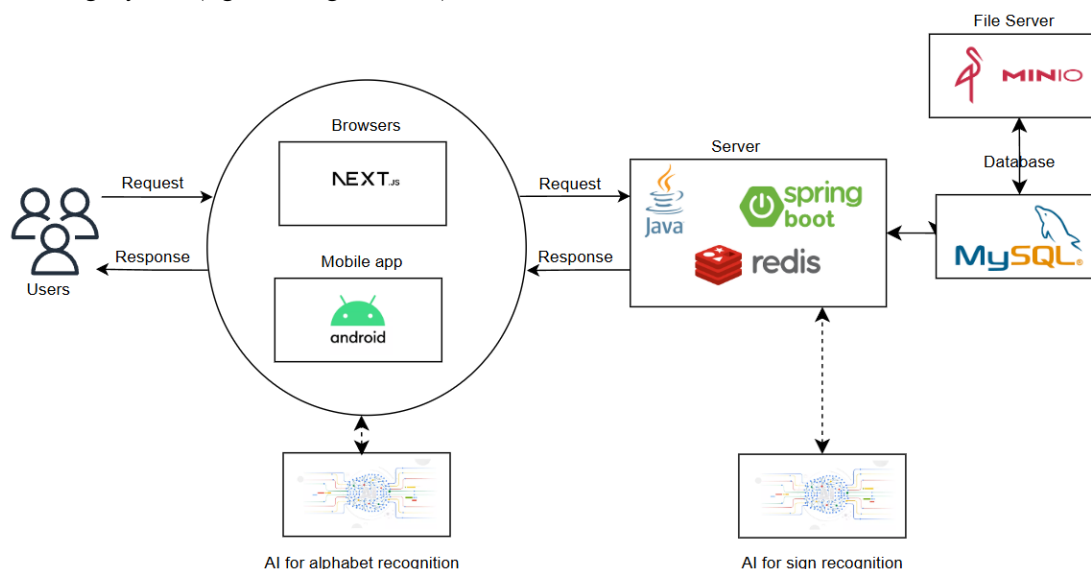 File Server
MINIO
Browsers
NEXT.JS
Server
Database
Request
Request
Java
spring
boot
MySQL
Response
Mobile app
Response
redis
Users
android
AI for alphabet recognition
AI for sign recognition